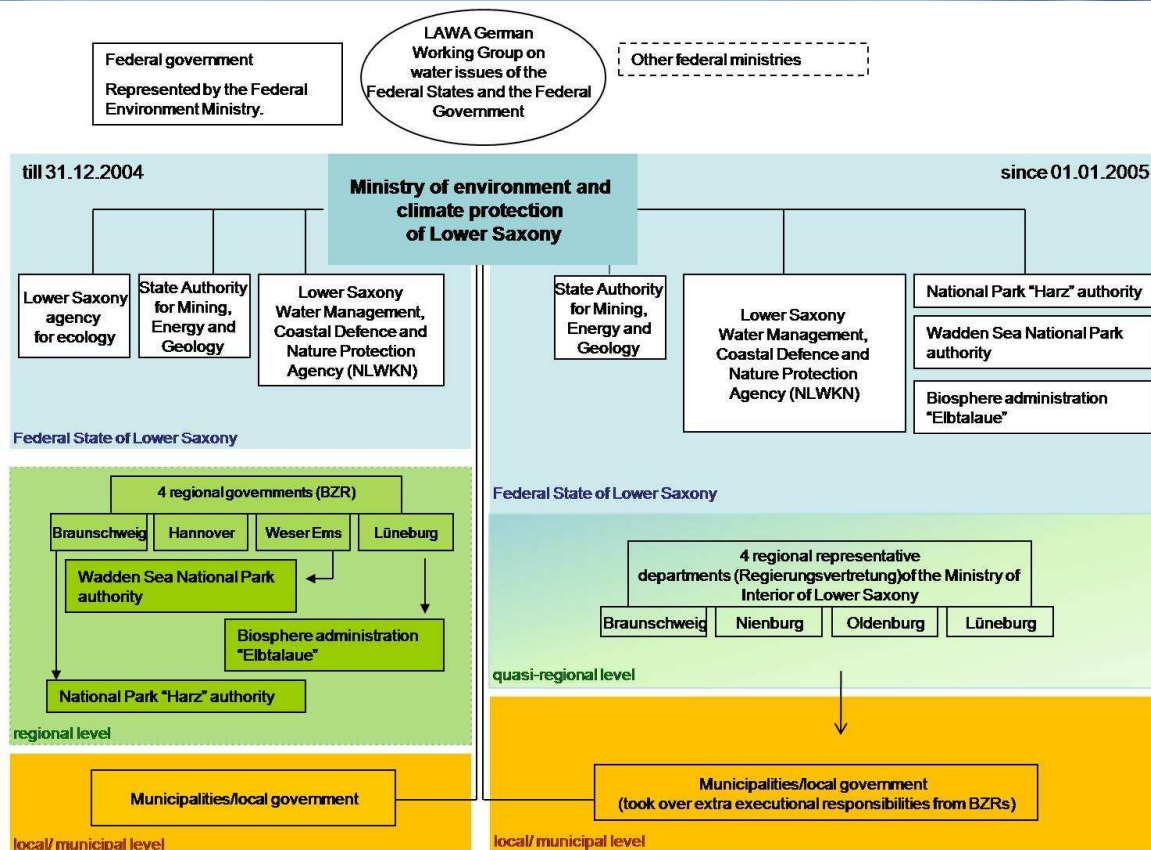 Federal government
Represented by the Federal
Environment Ministry.
LAWA German
Working Group on
water issues of the
Federal States and the Federal
Government
Other federal ministries
till 31.12.2004
Ministry of environment and
climate protection
of Lower Saxony
since 01.01.2005
Lower Saxony
agency
for ecology
State Authority
for Mining,
Energy and
Geology
Lower Saxony
Water Management,
Coastal Defence and
Nature Protection
Agency (NLWKN)
Federal State of Lower Saxony
State Authority
for Mining,
Energy and
Geology
Lower Saxony
Water Management,
Coastal Defence and
Nature Protection
Agency (NLWKN)
National Park "Harz" authority
Wadden Sea National Park
authority
Biosphere administration
"Elbtalaue"
Federal State of Lower Saxony
4 regional governments (BZR)
Braunschweig
Hannover
Weser Ems
Lüneburg
Wadden Sea National Park
authority
Biosphere administration
"Elbtalaue"
National Park "Harz" authority
regional level
4 regional representative
departments (Regierungsvertretung)of the Ministry of
Interior of Lower Saxony
Braunschweig
Nienburg
Oldenburg
Lüneburg
quasi-regional level
Municipalities/local government
local/ municipal level
Municipalities/local government
(took over extra executional responsibilities from BZRs)
local/ municipal level